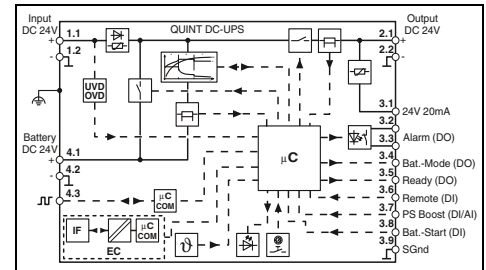 Input
DC 24V
QUINT DC-UPS
Output
DC 24V
+
1.1
2.1
+
-
1.2
2.2
-
UVD
OVD
3.1
24V 20mA
3.2
Battery
DC 24V
µC
3.3
Alarm (DO)
+
4.1
3.4
Bat.-Mode (DO)
-
4.2
3.5
Ready (DO)
4.3
µC
COM
3.6
Remote (DI)
3.7
PS Boost (DI/AI)
IF
µC
COM
ϑ
@
3.8
Bat.-Start (DI)
EC
3.9
SGnd